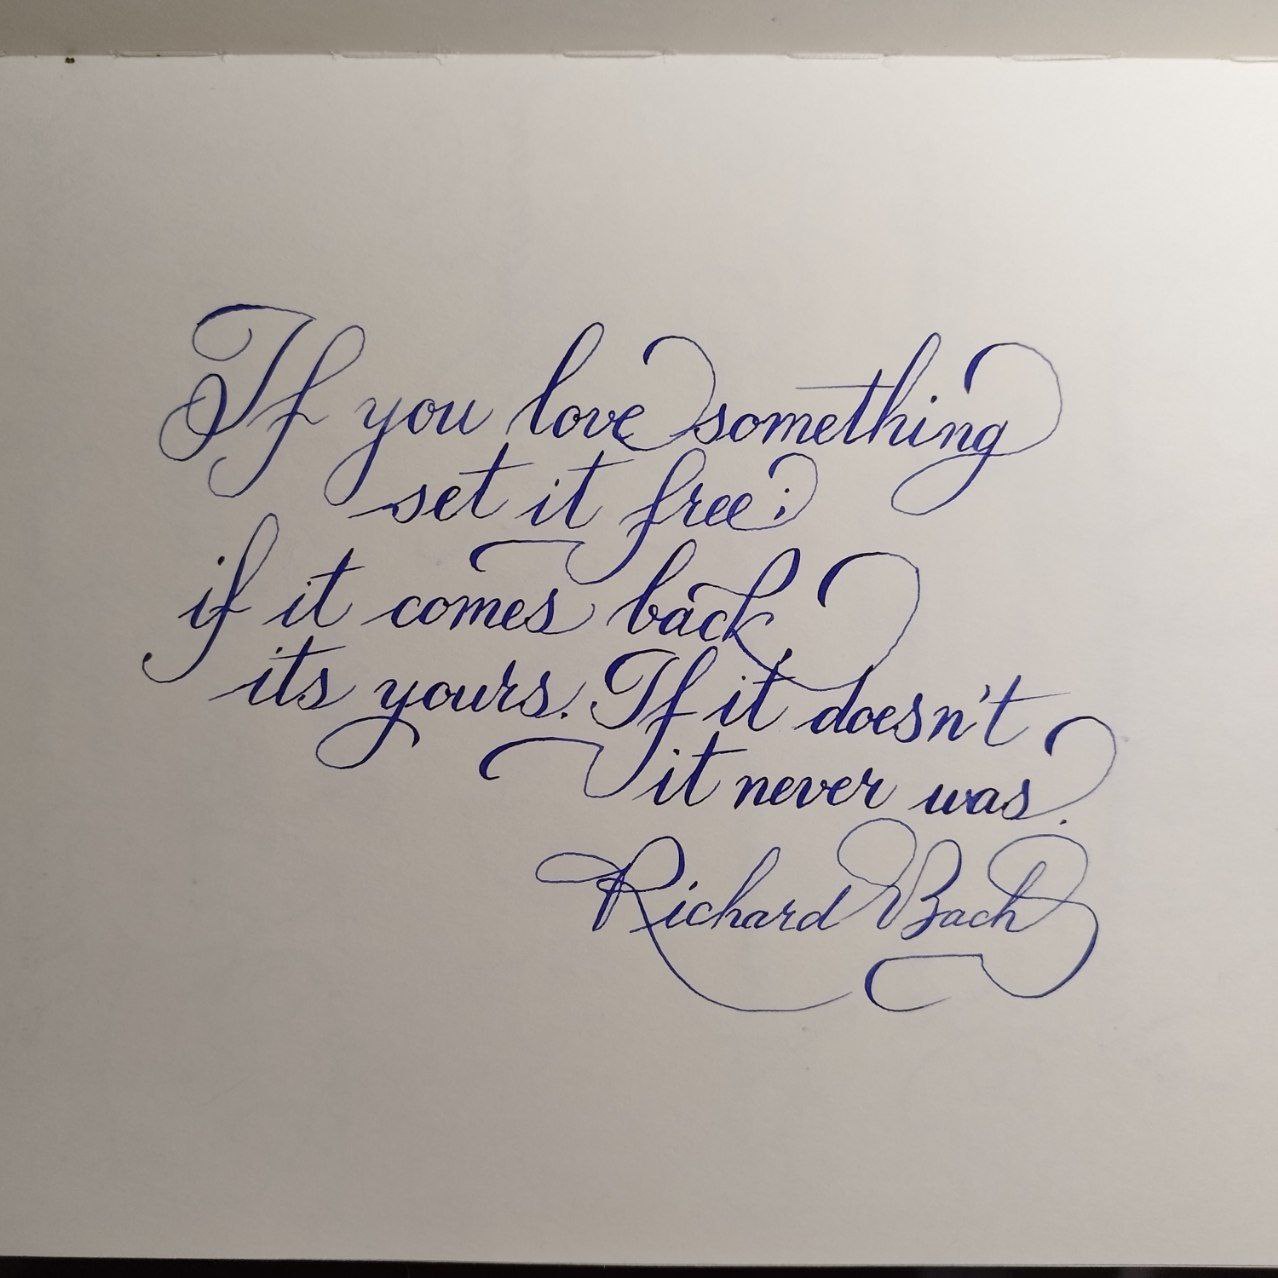 If you love something
set it free;
if it comes back
its yours. If it doesn't
it never was.
Richard Bach